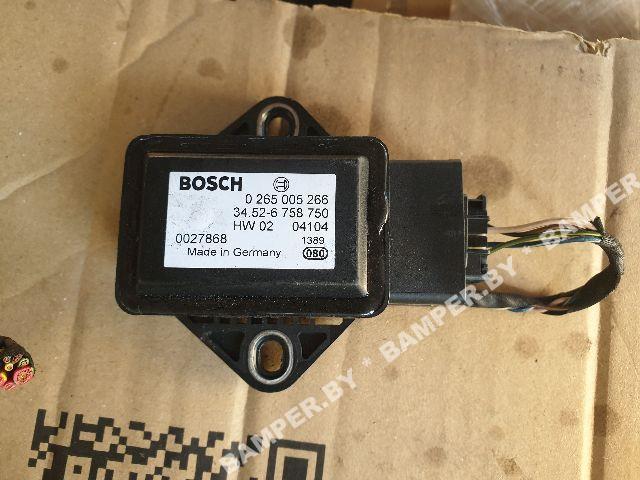 BOSCH
0 265 005 266
34.52-6 758 750
HW 02 04104
0027868 1389
Made in Germany 080
BAMPER.BY * BAMPER.BY * BAMPER.BY